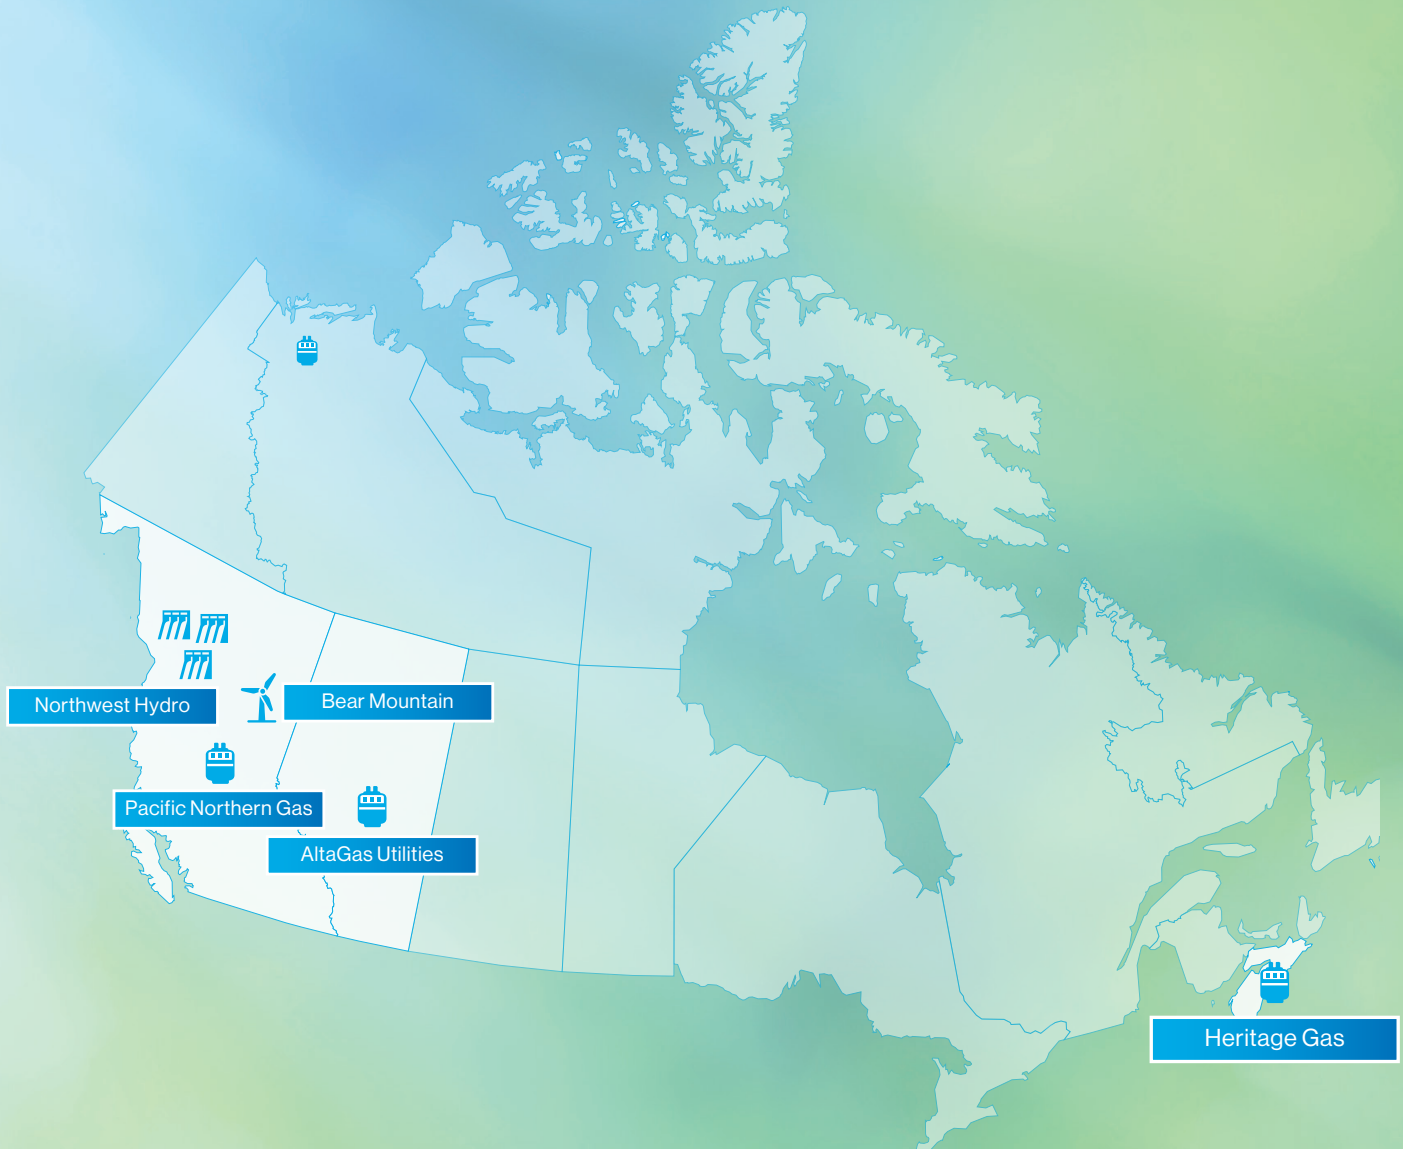 Northwest Hydro
Bear Mountain
Pacific Northern Gas
AltaGas Utilities
Heritage Gas